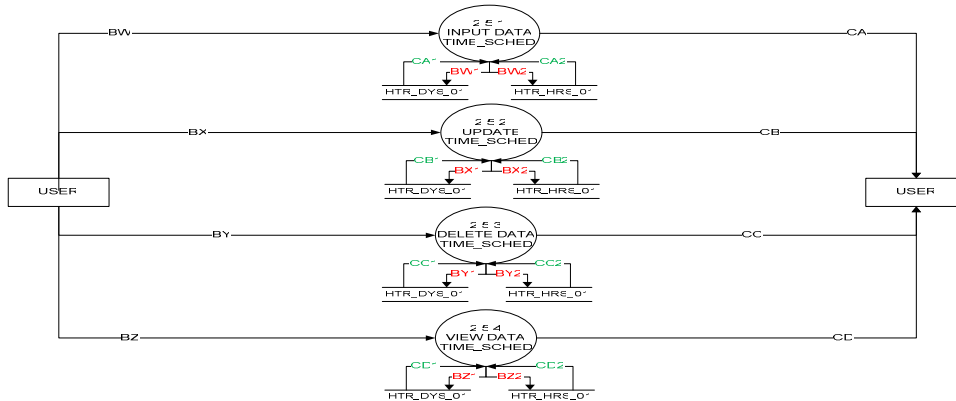 2.5.1
BW
INPUT DATA
CA
TIME_SCHED
CA1
CA2
BW1
BW2
HTR_DYS_01
HTR_HRS_01
2.5.2
BX
UPDATE
CB
TIME_SCHED
CB1
CB2
BX1
BX2
HTR_DYS_01
HTR_HRS_01
USER
USER
2.5.3
BY
DELETE DATA
CC
TIME_SCHED
CC1
CC2
BY1
BY2
HTR_DYS_01
HTR_HRS_01
2.5.4
BZ
VIEW DATA
CD
TIME_SCHED
CD1
CD2
BZ1
BZ2
HTR_DYS_01
HTR_HRS_01